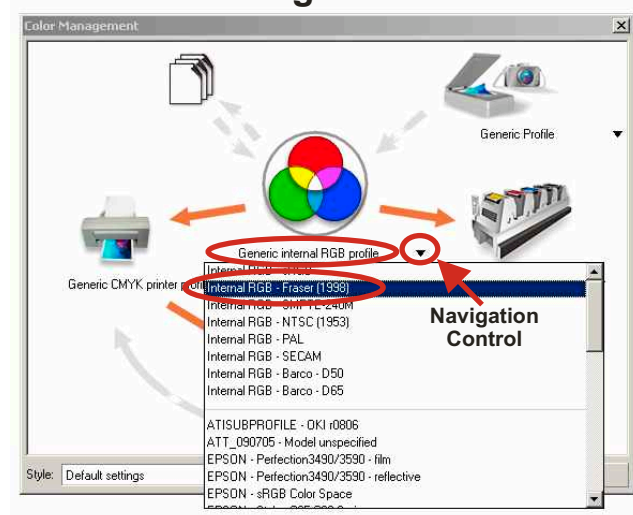 Color Management
Generic Profile
Generic internal RGB profile
Generic CMYK printer
Internal RGB - sRGB
Internal RGB - Fraser (1998)
Internal RGB - SMPTE-240M
Internal RGB - NTSC (1953)
Internal RGB - PAL
Internal RGB - SECAM
Internal RGB - Barco - D50
Internal RGB - Barco - D65
Navigation
Control
ATISUBPROFILE - OKI r0806
ATT_090705 - Model unspecified
EPSON - Perfection3490/3590 - film
EPSON - Perfection3490/3590 - reflective
Style: Default settings
EPSON - sRGB Color Space